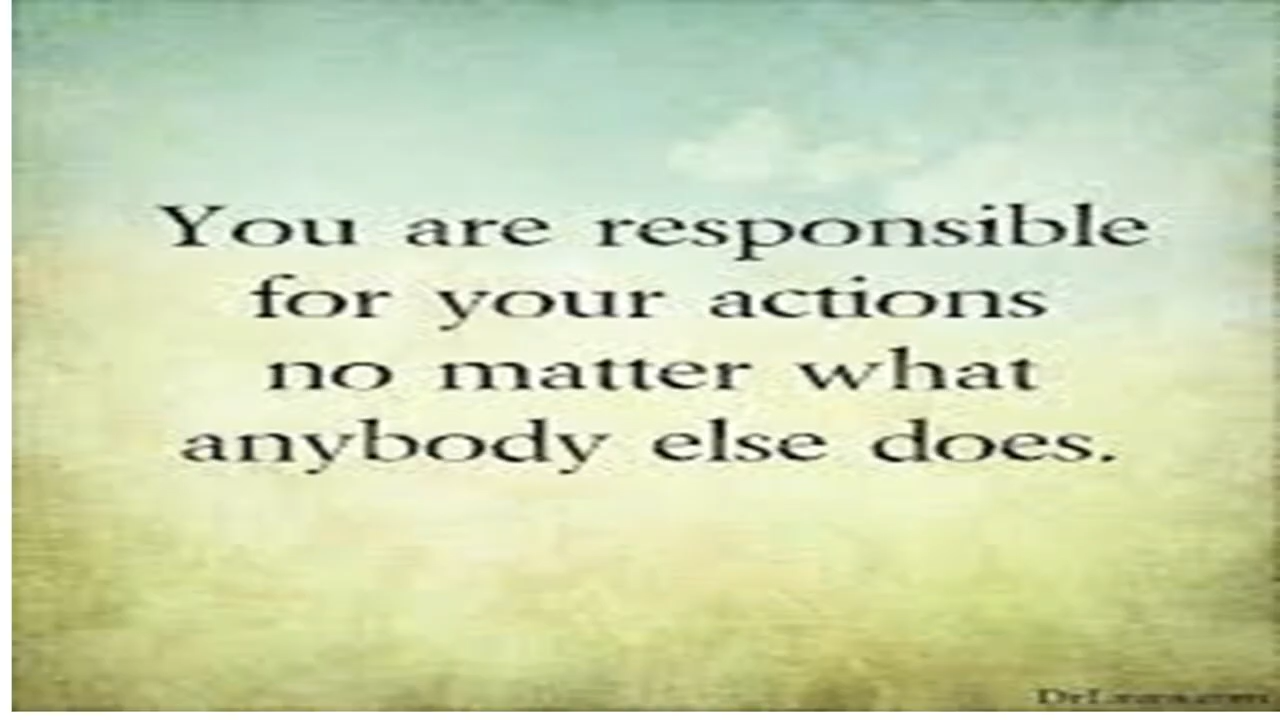 You are responsible
for your actions
no matter what
anybody else does.